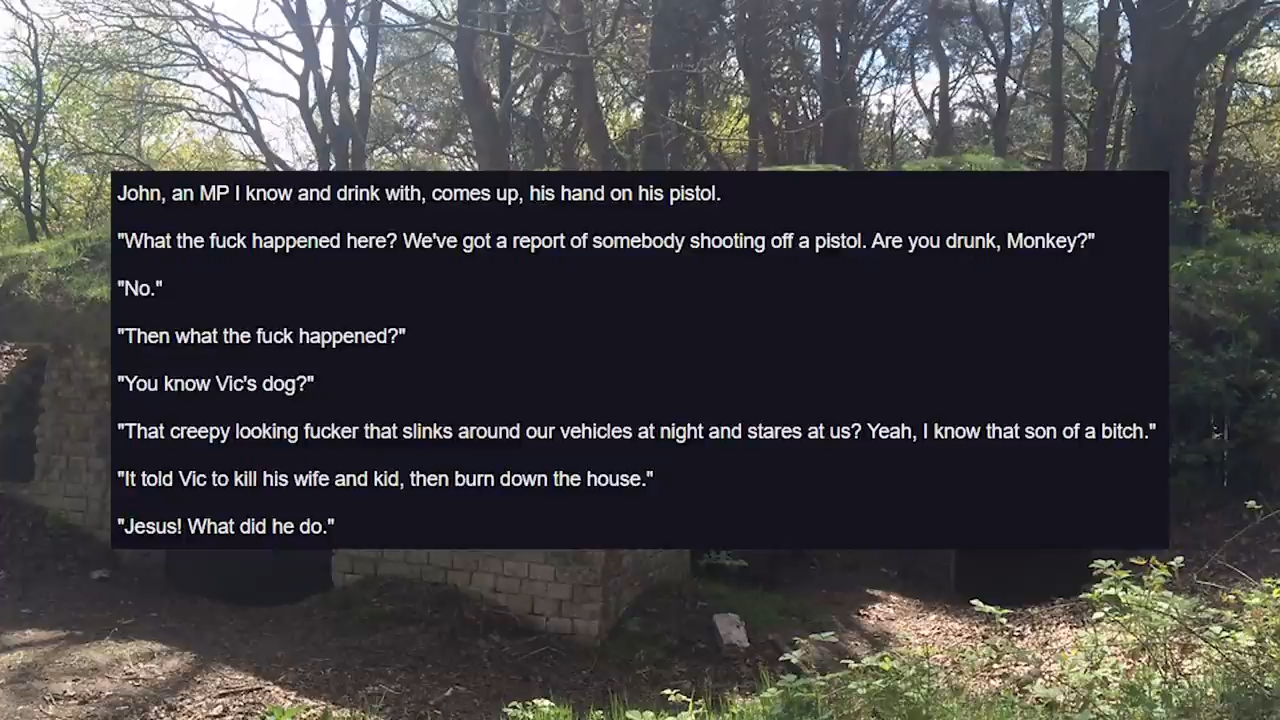 John, an MP I know and drink with, comes up, his hand on his pistol.
"What the fuck happened here? We've got a report of somebody shooting off a pistol. Are you drunk, Monkey?"
"No."
"Then what the fuck happened?"
"You know Vic's dog?"
"That creepy looking fucker that slinks around our vehicles at night and stares at us? Yeah, I know that son of a bitch."
"It told Vic to kill his wife and kid, then burn down the house."
"Jesus! What did he do."